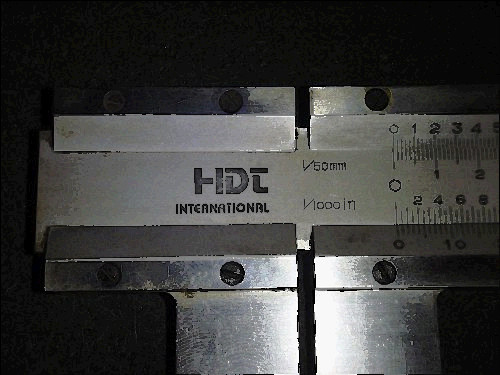 HDT
INTERNATIONAL
1/50mm
1/1000in
0 1 2 3 4 5
1 2
0 2 4 6 8
0 10